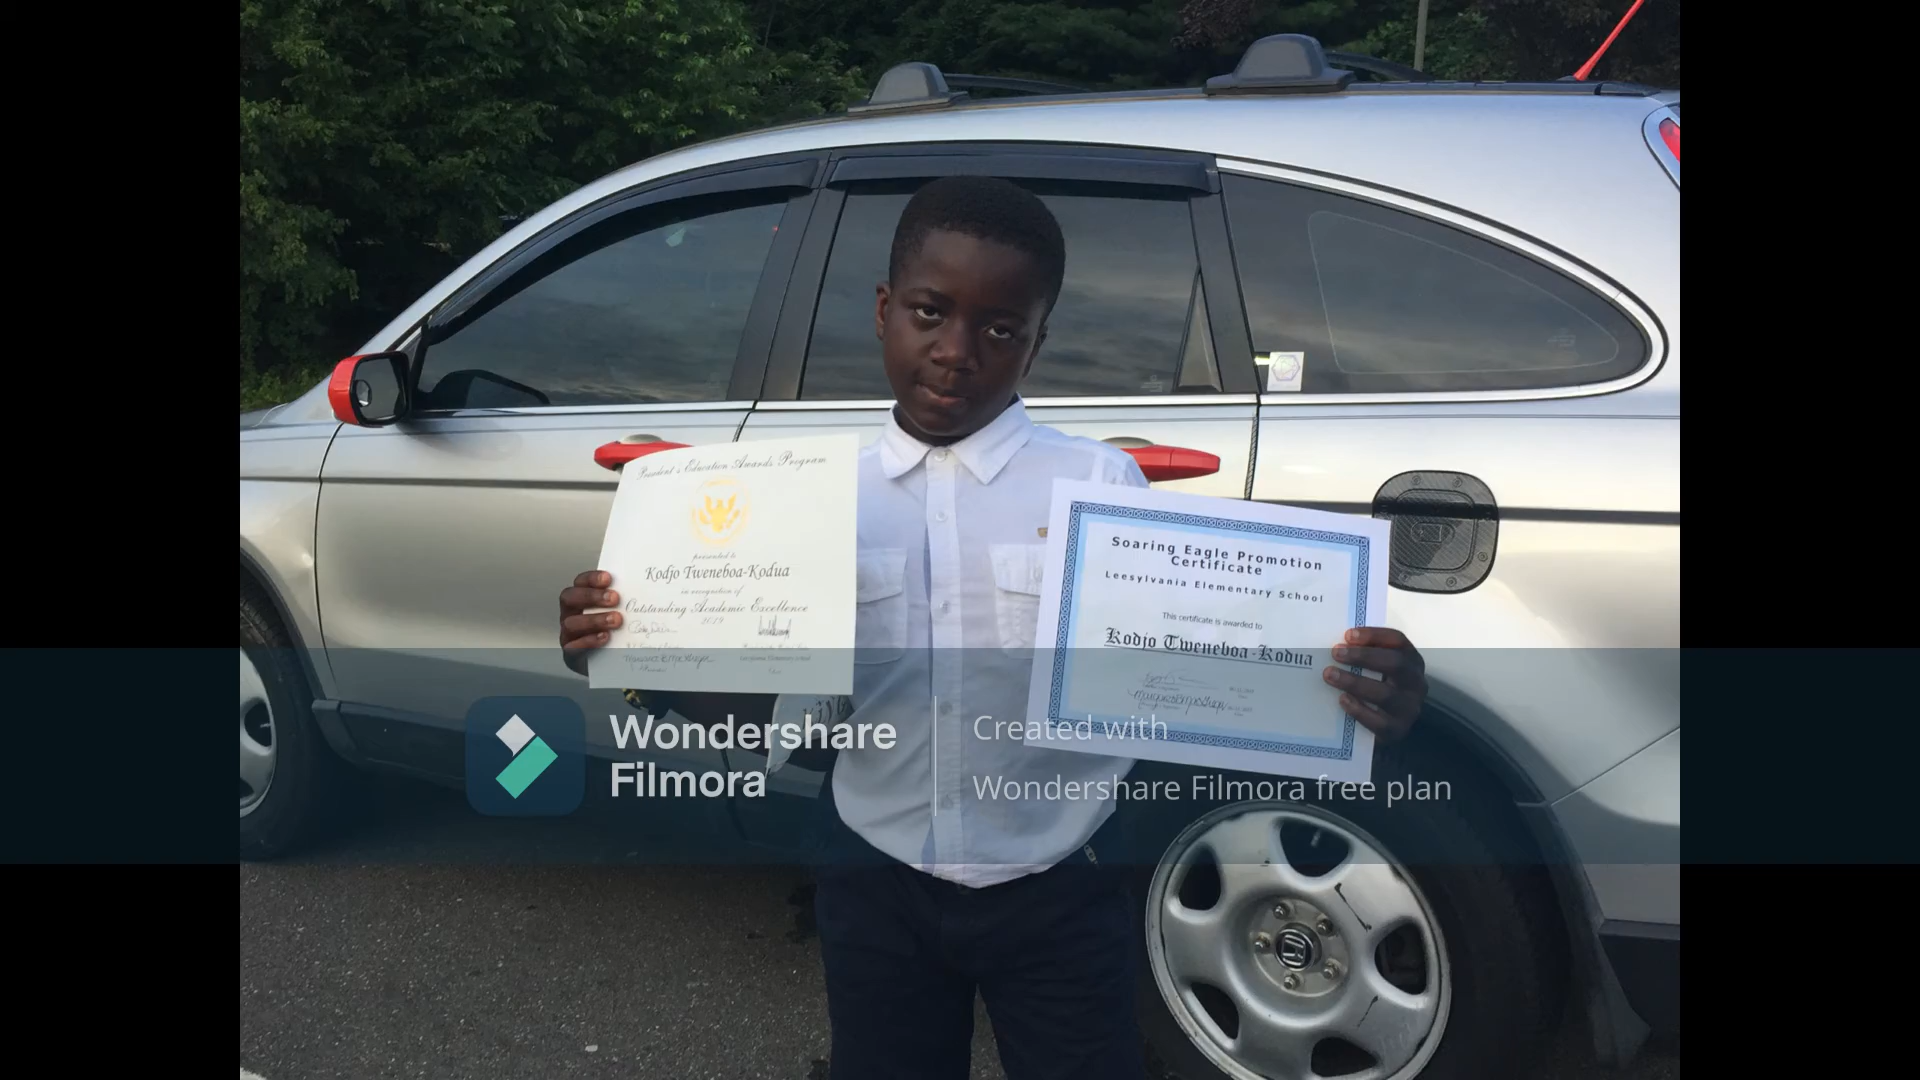 President's Education Awards Program
presented to
Kodjo Tweneboa-Kodua
in recognition of
Outstanding Academic Excellence
2019
Soaring Eagle Promotion
Certificate
Leesylvania Elementary School
This certificate is awarded to
Kodjo Tweneboa-Kodua
Wondershare
Filmora
Created with
Wondershare Filmora free plan